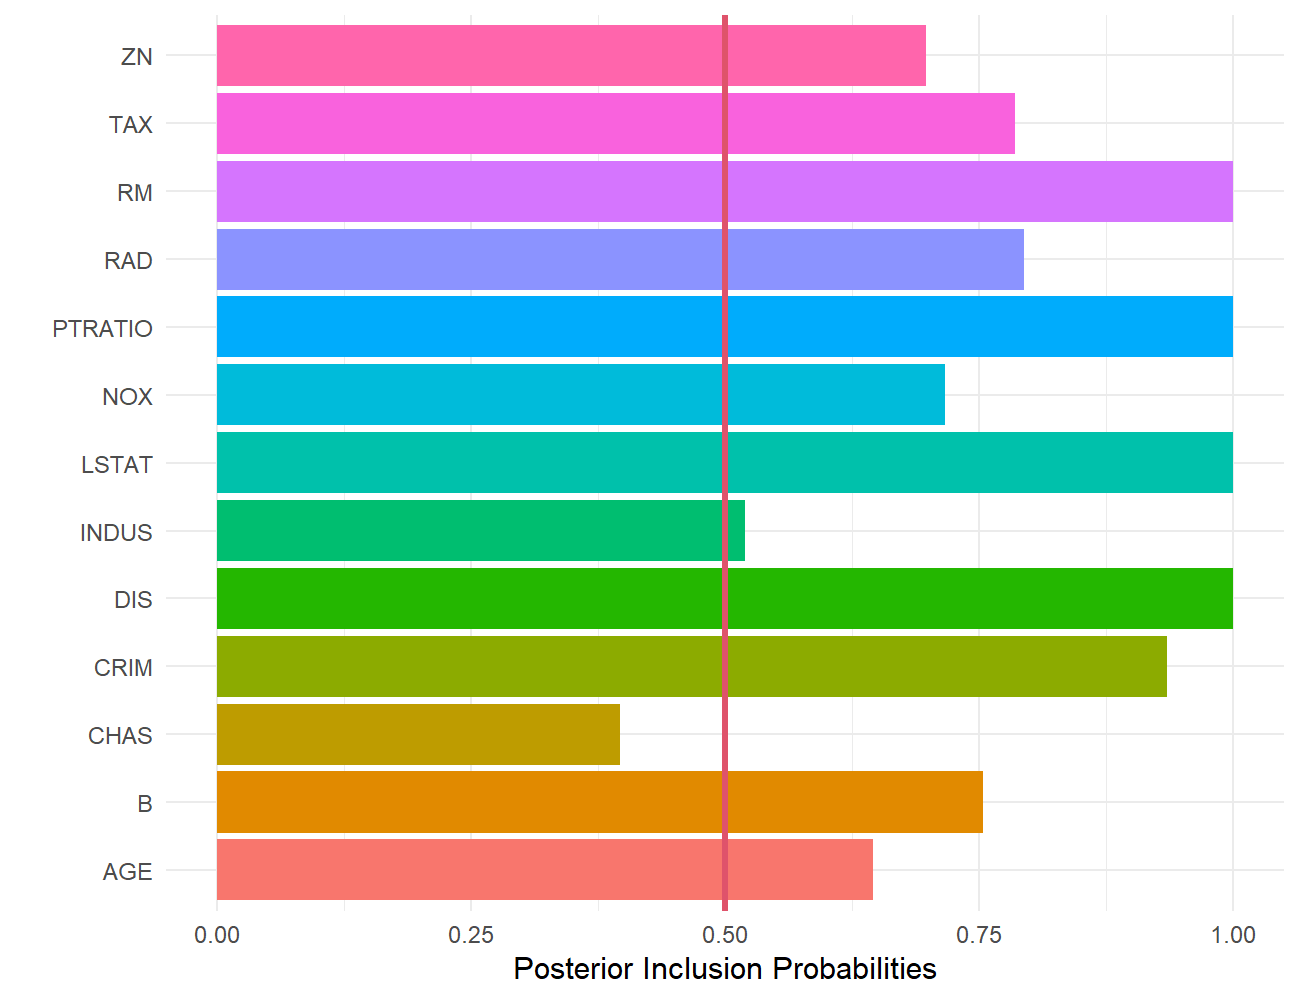 ZN
TAX
RM
RAD
PTRATIO
NOX
LSTAT
INDUS
DIS
CRIM
CHAS
B
AGE
0.00 0.25 0.50 0.75 1.00
Posterior Inclusion Probabilities